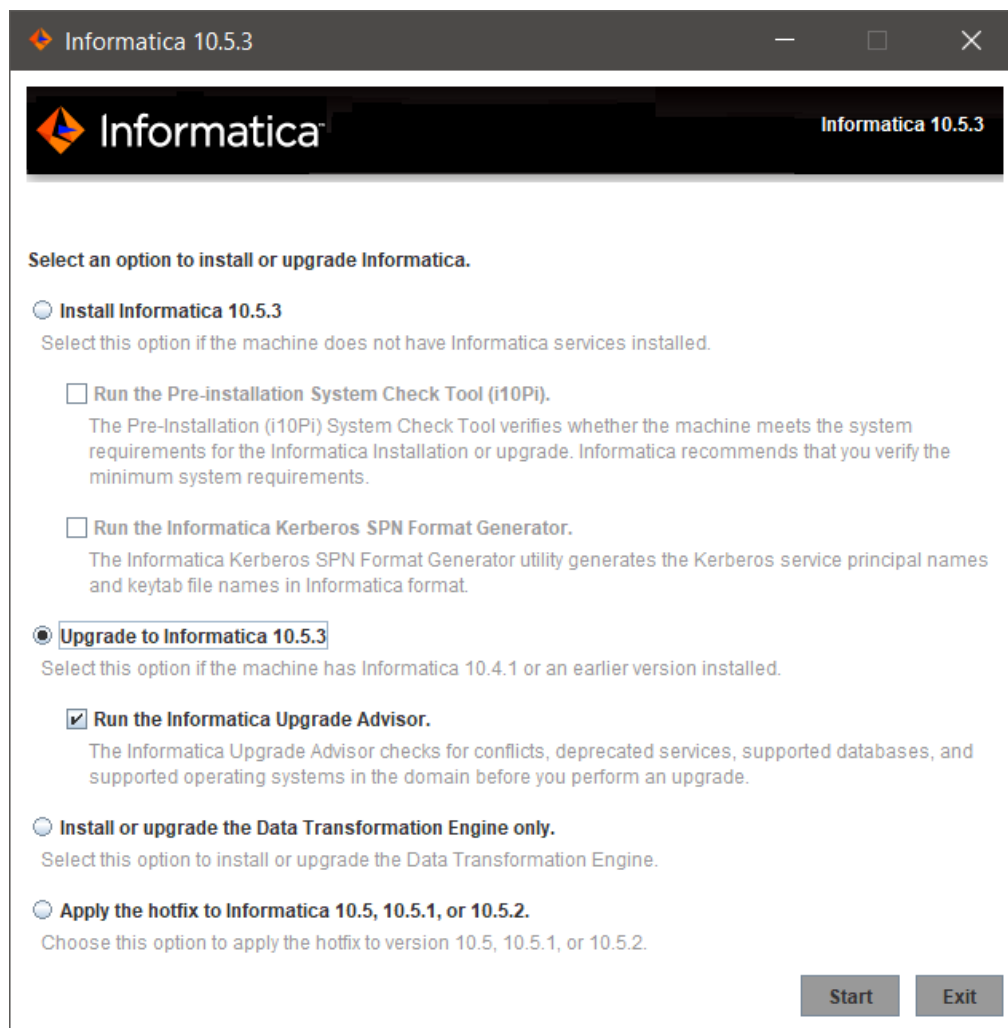 Informatica 10.5.3
Informatica™
Informatica 10.5.3
Select an option to install or upgrade Informatica.
Install Informatica 10.5.3
Select this option if the machine does not have Informatica services installed.
Run the Pre-installation System Check Tool (i10Pi).
The Pre-Installation (i10Pi) System Check Tool verifies whether the machine meets the system
requirements for the Informatica Installation or upgrade. Informatica recommends that you verify the
minimum system requirements.
Run the Informatica Kerberos SPN Format Generator.
The Informatica Kerberos SPN Format Generator utility generates the Kerberos service principal names
and keytab file names in Informatica format.
Upgrade to Informatica 10.5.3
Select this option if the machine has Informatica 10.4.1 or an earlier version installed.
Run the Informatica Upgrade Advisor.
The Informatica Upgrade Advisor checks for conflicts, deprecated services, supported databases, and
supported operating systems in the domain before you perform an upgrade.
Install or upgrade the Data Transformation Engine only.
Select this option to install or upgrade the Data Transformation Engine.
Apply the hotfix to Informatica 10.5, 10.5.1, or 10.5.2.
Choose this option to apply the hotfix to version 10.5, 10.5.1, or 10.5.2.
Start Exit